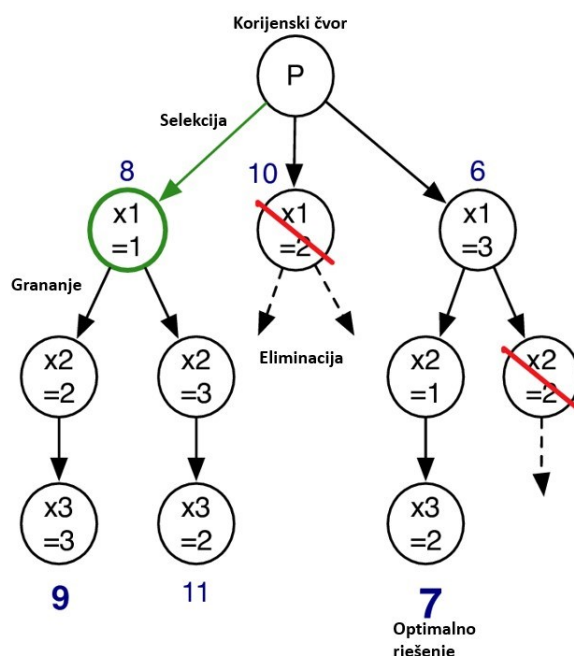 Korijenski čvor
P
Selekcija
8
10
6
x1
=1
x1
=2
x1
=3
Grananje
Eliminacija
x2
=2
x2
=3
x2
=1
x2
=2
x3
=3
x3
=2
x3
=2
9
11
7
Optimalno
rješenje